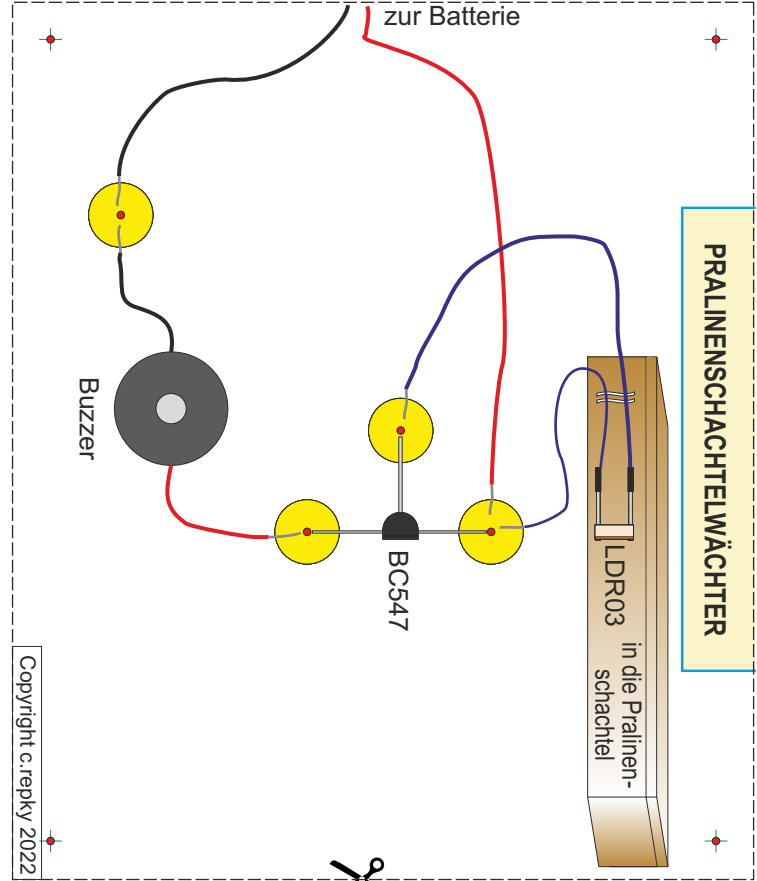 zur Batterie
PRALINENSCHACHTELWÄCHTER
Buzzer
BC547
LDR03
in die Pralinen-
schachtel
Copyright c.repky 2022